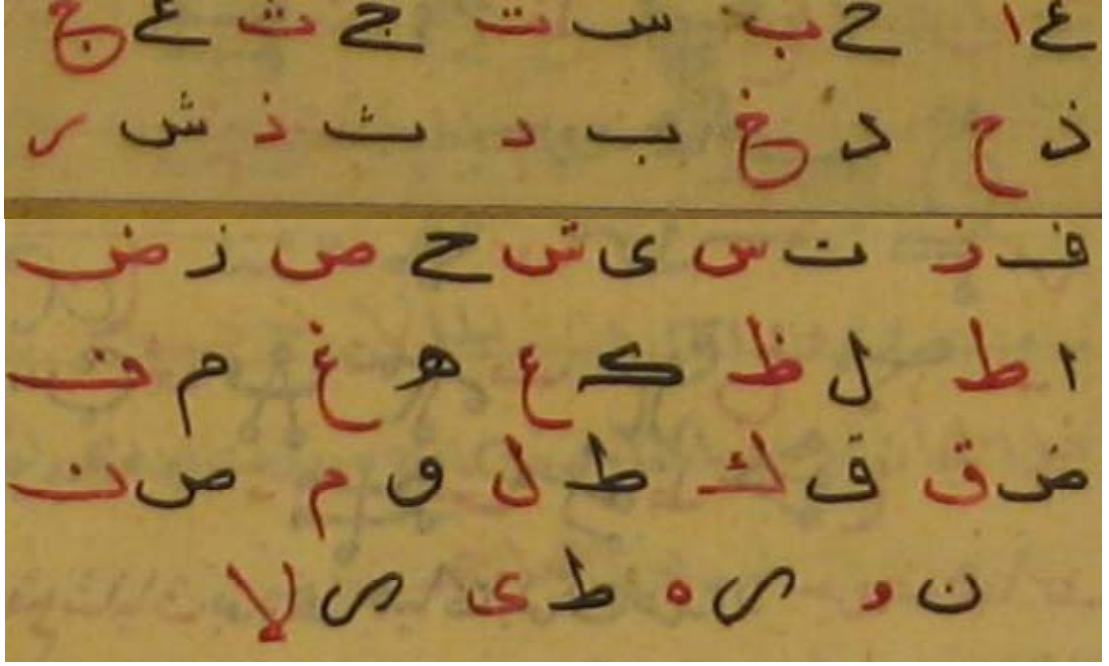 ع ا ح ب س ت ج ث ع ج
ذ ح د خ ب د ث ذ ش ر
ف ز ت س ى ش ح ص ز ض
ا ط ل ظ ك ع ه غ م ف
ض ق ق ك ط ل و م ص ن
ن و ه ط ى لا